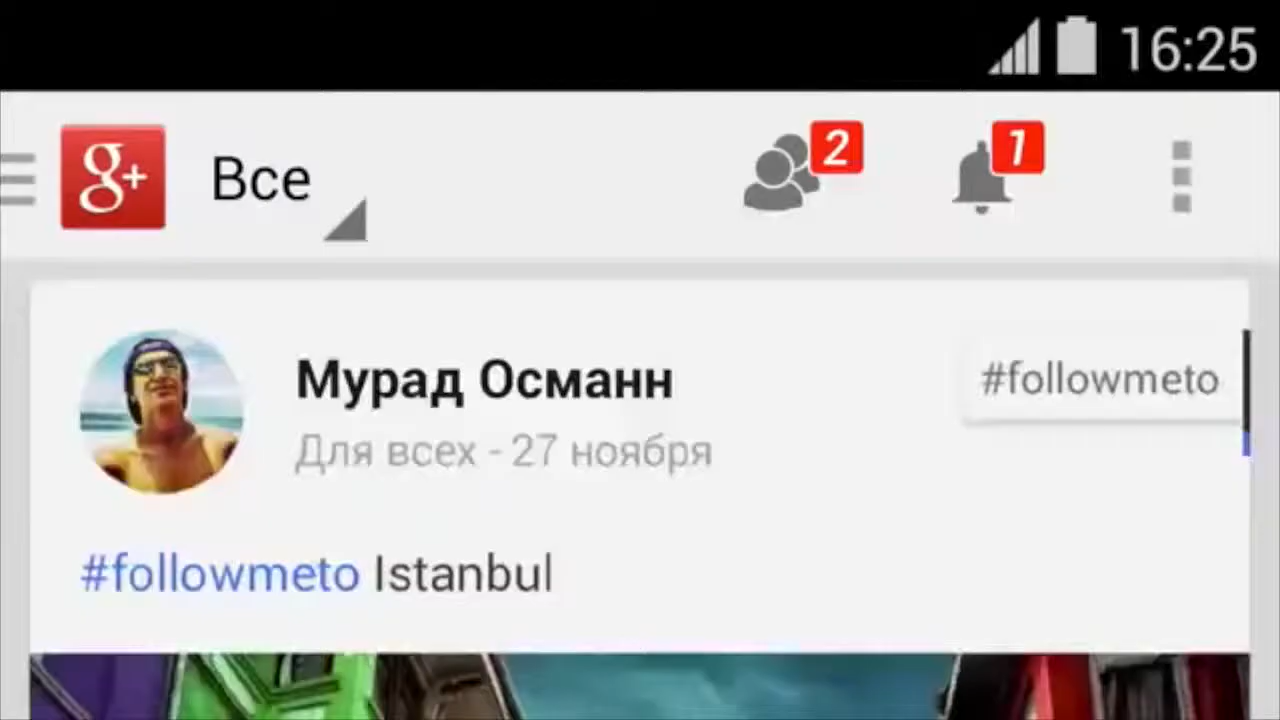 16:25
g+
Все
2
1
Мурад Османн
#followmeto
Для всех - 27 ноября
#followmeto Istanbul